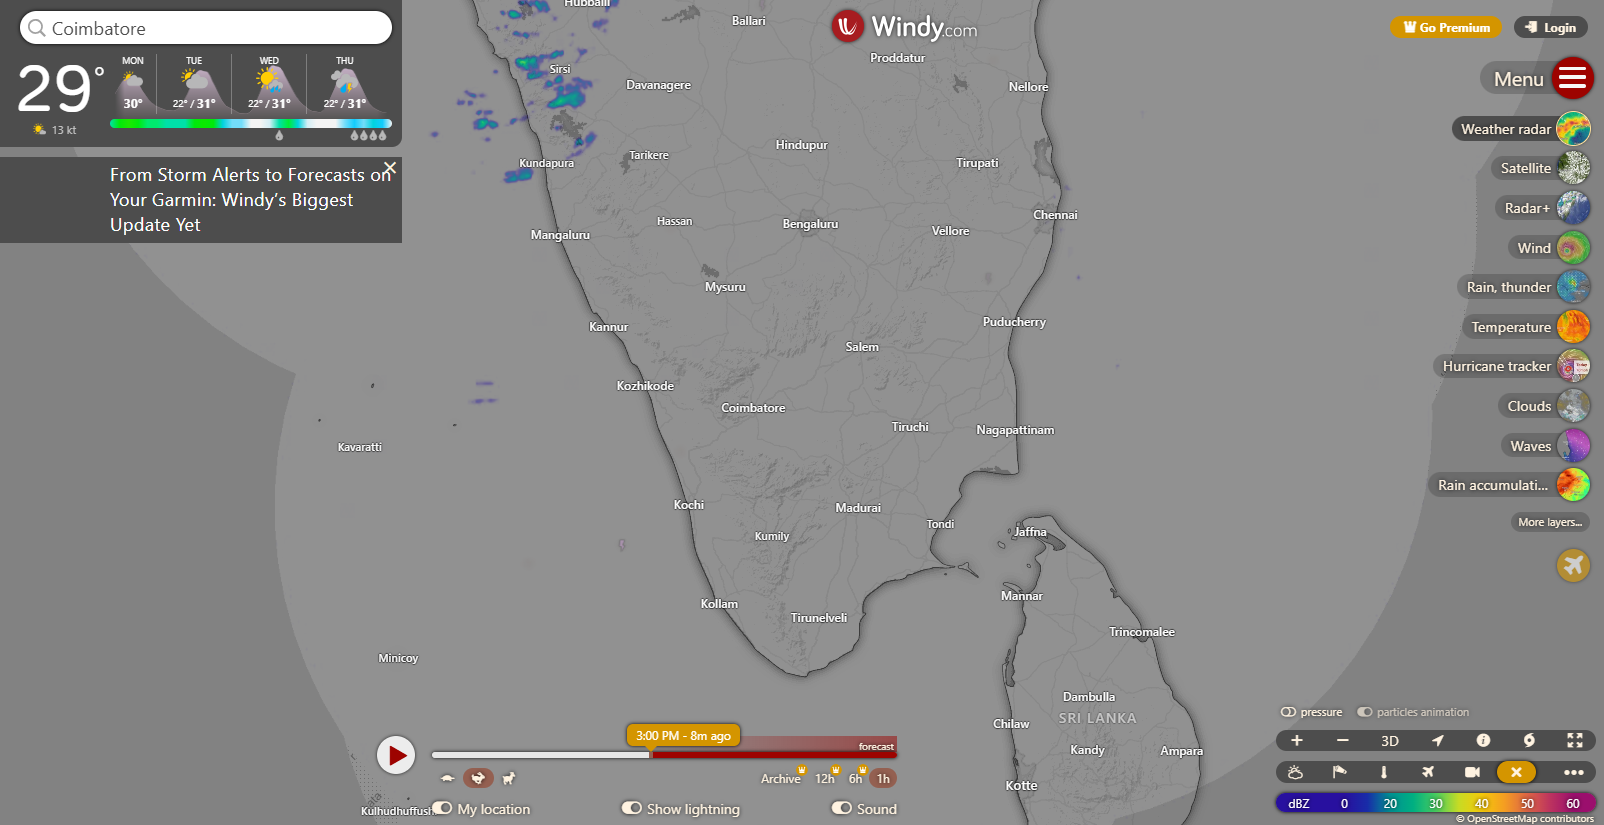 Coimbatore
29°
13 kt
MON
TUE
WED
THU
30°
22° / 31°
22° / 31°
22° / 31°
From Storm Alerts to Forecasts on
Your Garmin: Windy’s Biggest
Update Yet
Windy.com
Go Premium
Login
Menu
Weather radar
Satellite
Radar+
Wind
Rain, thunder
Temperature
Hurricane tracker
Clouds
Waves
Rain accumulati...
More layers...
Hubballi
Ballari
Proddatur
Sirsi
Davanagere
Nellore
Kundapura
Tarikere
Hindupur
Tirupati
Hassan
Bengaluru
Chennai
Mangaluru
Vellore
Mysuru
Kannur
Puducherry
Salem
Kozhikode
Coimbatore
Tiruchi
Nagapattinam
Kavaratti
Kochi
Madurai
Tondi
Jaffna
Kumily
Kollam
Mannar
Tirunelveli
Trincomalee
Minicoy
Dambulla
Chilaw
SRI LANKA
Kandy
Ampara
Kotte
Kulhudhuffush
3:00 PM - 8m ago
forecast
Archive
12h
6h
1h
My location
Show lightning
Sound
pressure
particles animation
+
−
3D
dBZ
0
20
30
40
50
60
© OpenStreetMap contributors